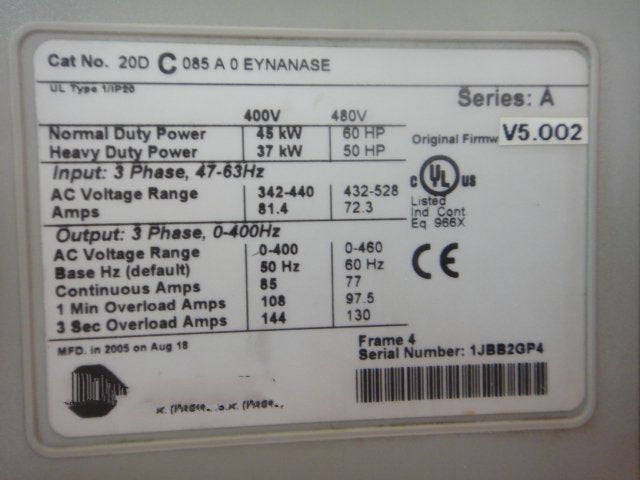 Cat No. 20D C 085 A 0 EYNANASE
UL Type 1/IP20
Series: A
400V 480V
Normal Duty Power 45 kW 60 HP
Heavy Duty Power 37 kW 50 HP
Original Firmw V5.002
Input: 3 Phase, 47-63Hz
AC Voltage Range 342-440 432-528
Amps 81.4 72.3
C UL US
Listed
Ind. Cont
Eq 966X
Output: 3 Phase, 0-400Hz
AC Voltage Range 0-400 0-460
Base Hz (default) 50 Hz 60 Hz
Continuous Amps 85 77
1 Min Overload Amps 108 97.5
3 Sec Overload Amps 144 130
CE
MFD. in 2005 on Aug 18
Frame 4
Serial Number: 1JBB2GP4